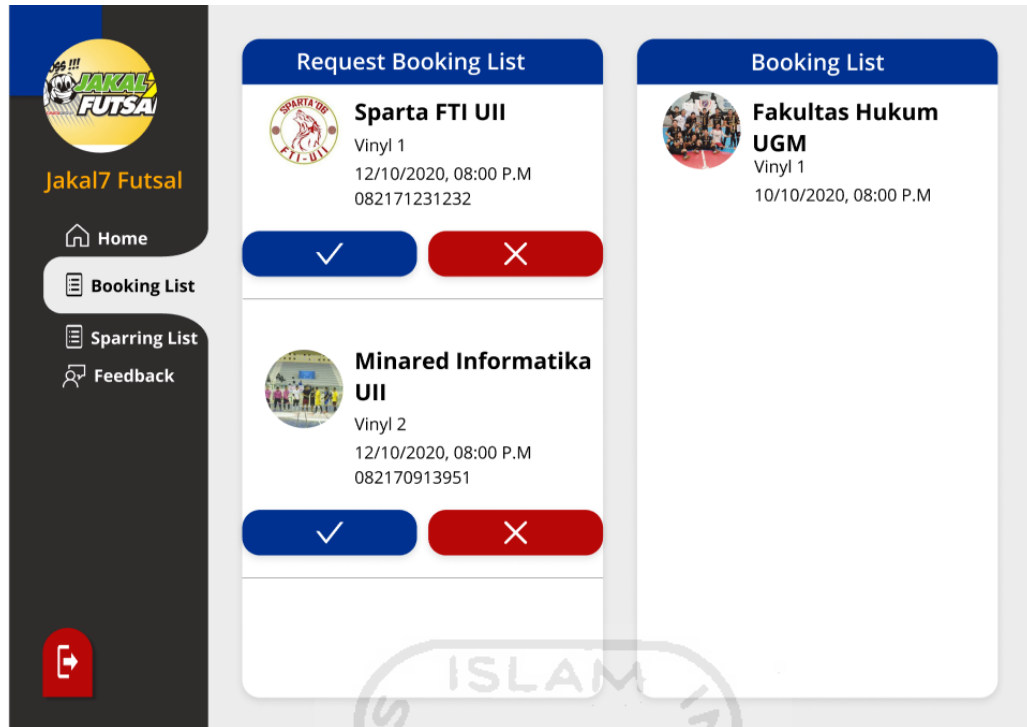 JAKAL7
FUTSAL
Jakal7 Futsal
Home
Booking List
Sparring List
Feedback
Request Booking List
SPARTA'06
FTI-UII
Sparta FTI UII
Vinyl 1
12/10/2020, 08:00 P.M
082171231232
Minared Informatika
UII
Vinyl 2
12/10/2020, 08:00 P.M
082170913951
Booking List
Fakultas Hukum
UGM
Vinyl 1
10/10/2020, 08:00 P.M
ISLAM